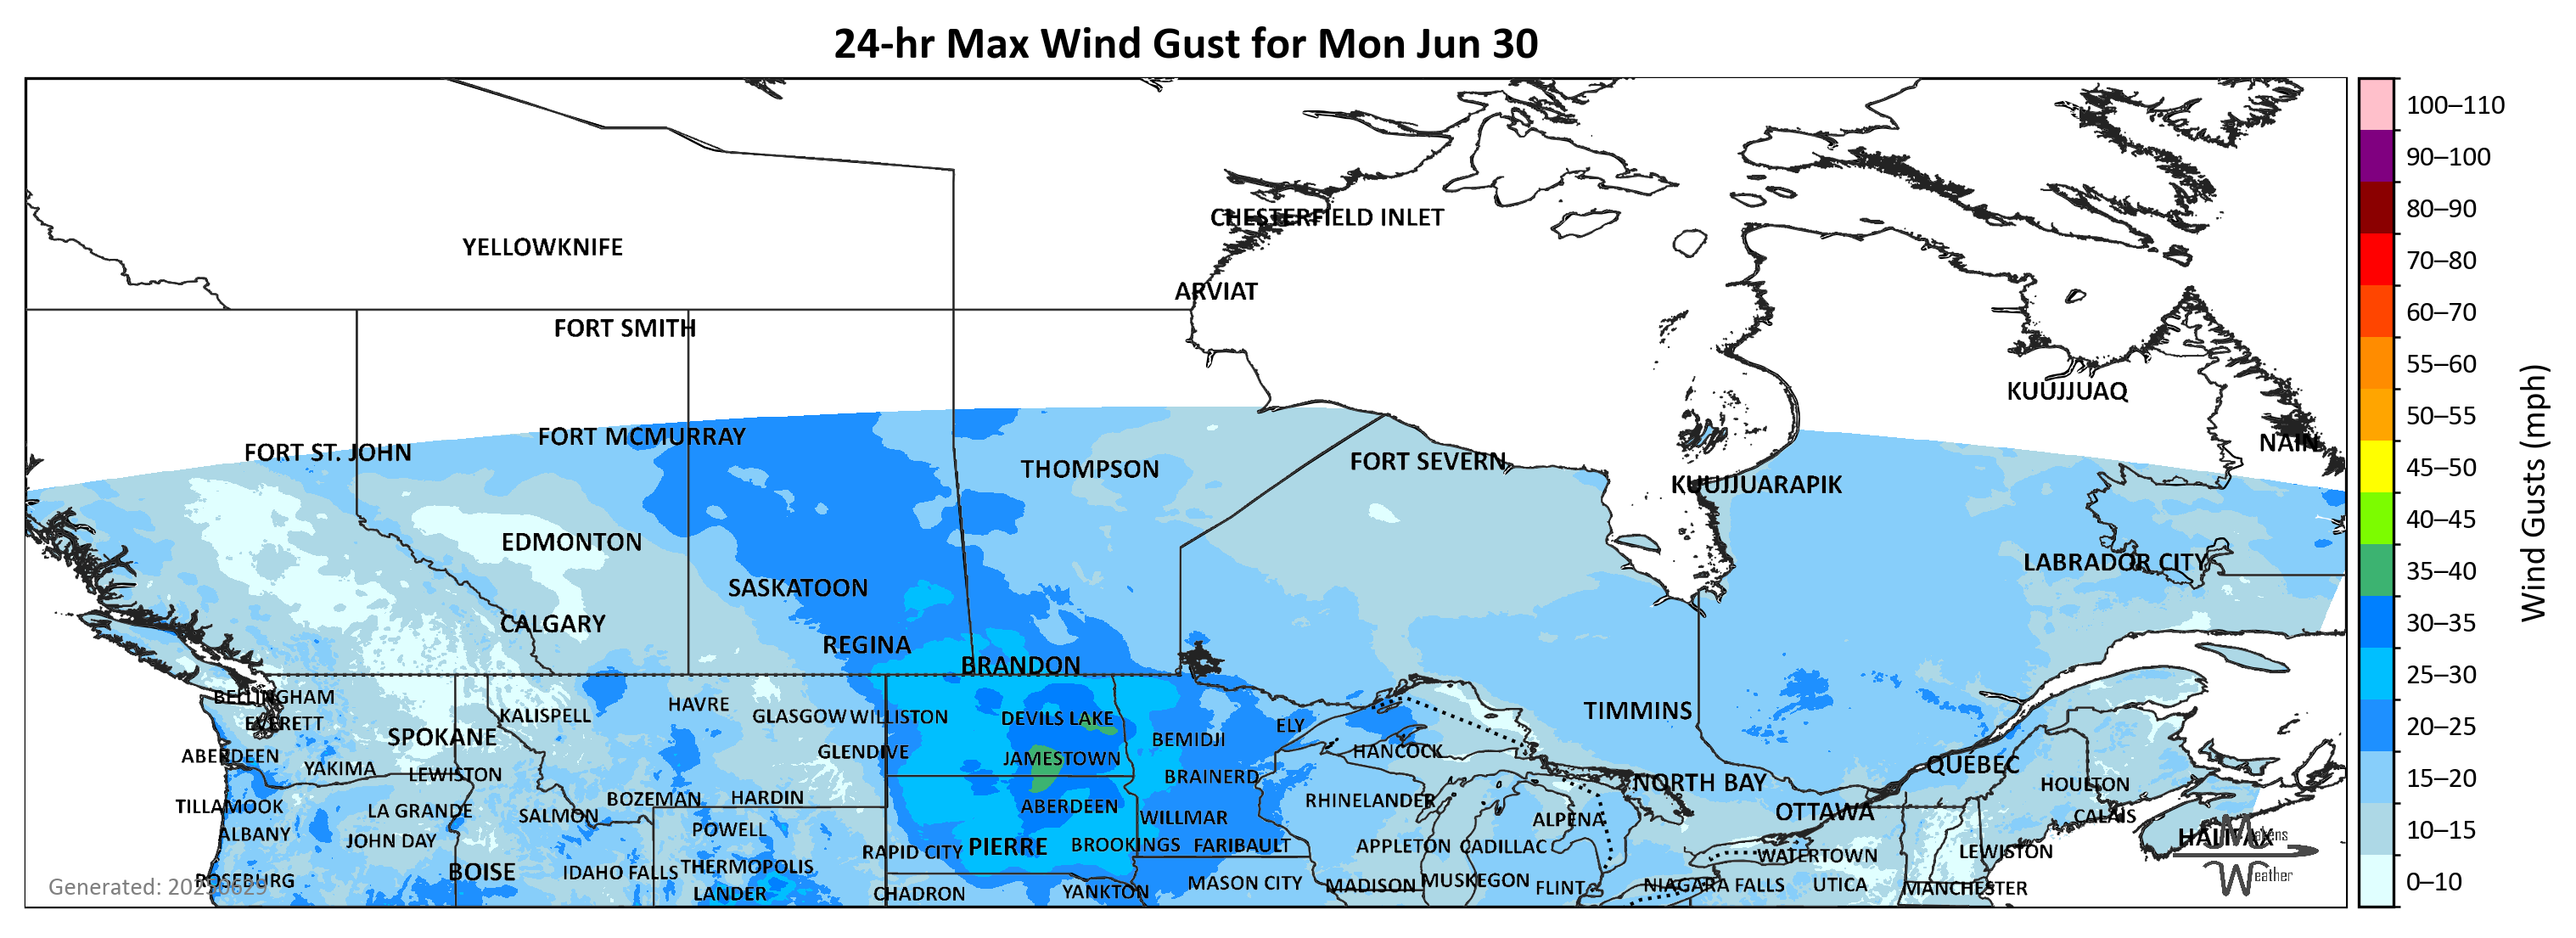 24-hr Max Wind Gust for Mon Jun 30
100–110
90–100
80–90
70–80
60–70
55–60
50–55
45–50
40–45
35–40
30–35
25–30
20–25
15–20
10–15
0–10
Wind Gusts (mph)
CHESTERFIELD INLET
YELLOWKNIFE
ARVIAT
FORT SMITH
KUUJJUAQ
FORT MCMURRAY
NAIN
FORT ST. JOHN
THOMPSON
FORT SEVERN
KUUJJUARAPIK
EDMONTON
LABRADOR CITY
SASKATOON
CALGARY
REGINA
BRANDON
BELLINGHAM
EVERETT
KALISPELL
HAVRE
GLASGOW
WILLISTON
DEVILS LAKE
ELY
TIMMINS
SPOKANE
BEMIDJI
ABERDEEN
GLENDIVE
JAMESTOWN
HANCOCK
YAKIMA
LEWISTON
BRAINERD
QUÉBEC
NORTH BAY
HOULTON
TILLAMOOK
LA GRANDE
SALMON
BOZEMAN
HARDIN
ABERDEEN
WILLMAR
RHINELANDER
ALPENA
OTTAWA
CALAIS
ALBANY
JOHN DAY
POWELL
HALIFAX
Makens
RAPID CITY
PIERRE
BROOKINGS
FARIBAULT
APPLETON
CADILLAC
WATERTOWN
LEWISTON
BOISE
IDAHO FALLS
THERMOPOLIS
Weather
ROSEBURG
LANDER
CHADRON
YANKTON
MASON CITY
MADISON
MUSKEGON
FLINT
NIAGARA FALLS
UTICA
MANCHESTER
Generated: 20250629